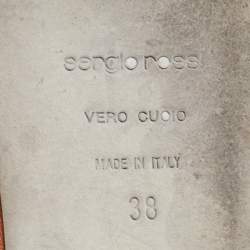 sergio rossi
VERO CUOIO
MADE IN ITALY
38